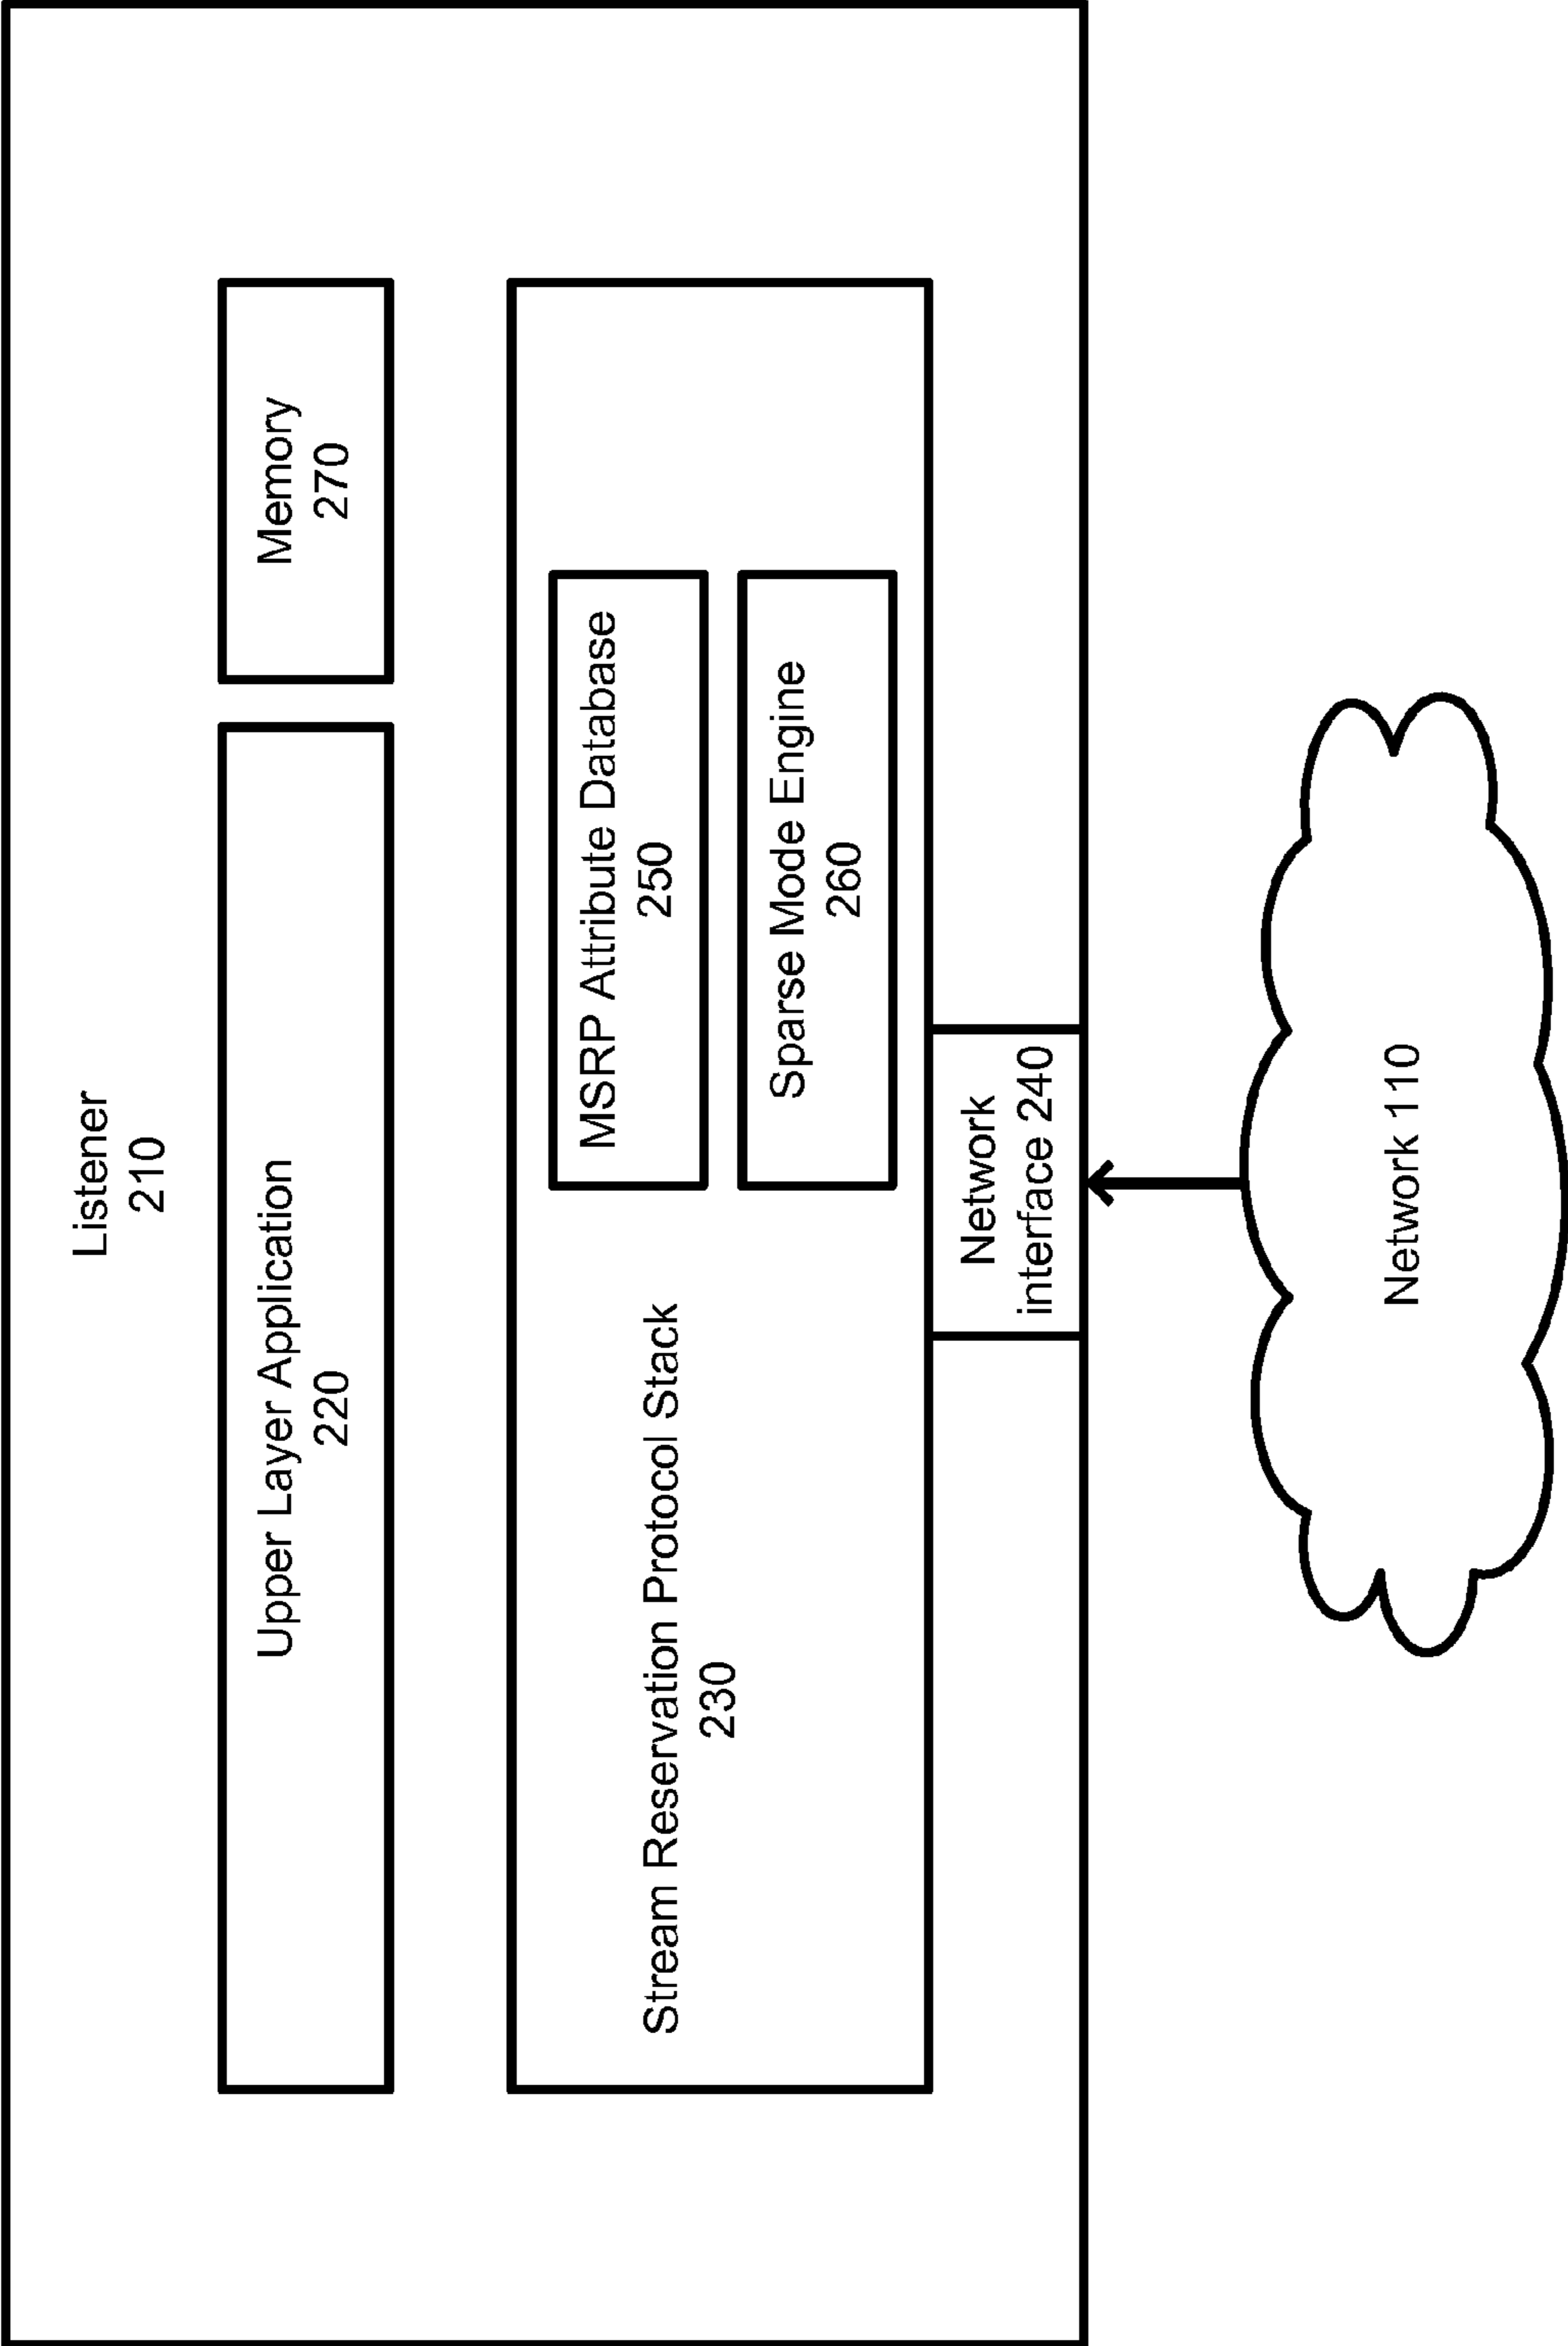 Listener
210
Upper Layer Application
220
Memory
270
Stream Reservation Protocol Stack
230
MSRP Attribute Database
250
Sparse Mode Engine
260
Network
interface 240
Network 110